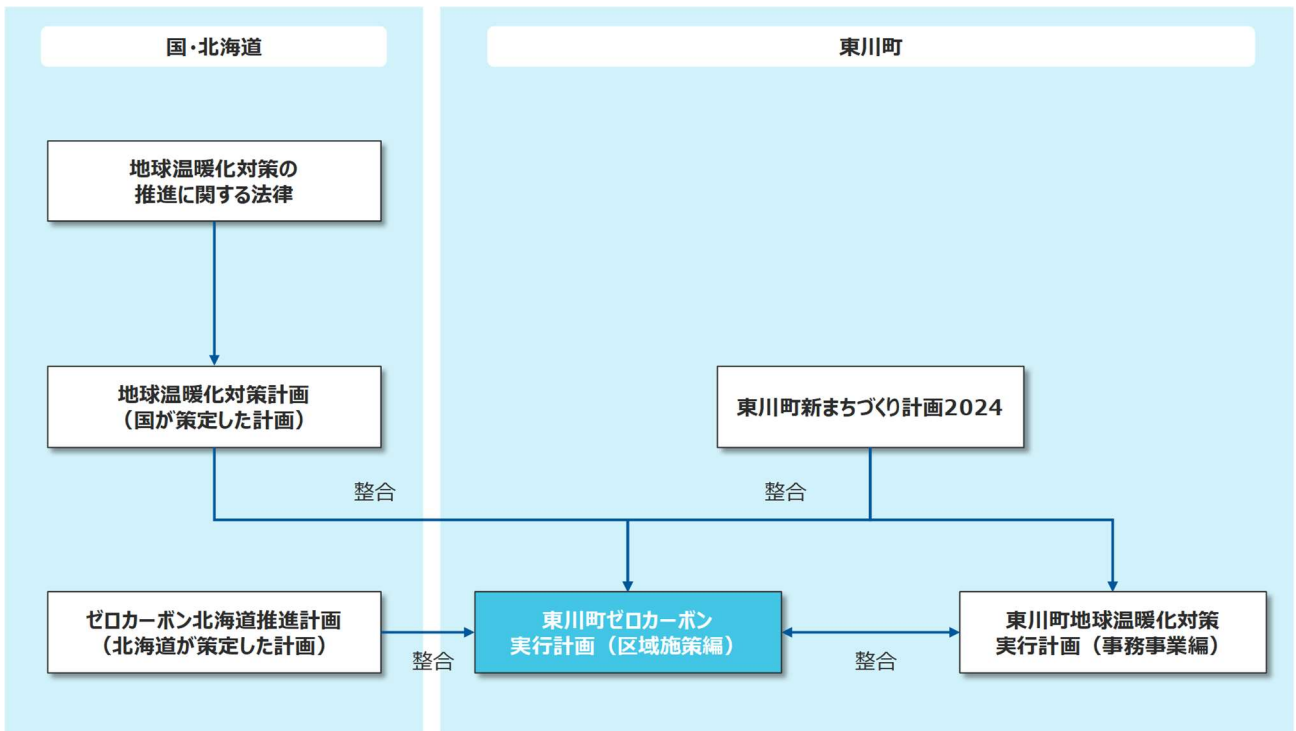 国・北海道
東川町
地球温暖化対策の
推進に関する法律
地球温暖化対策計画
（国が策定した計画）
東川町新まちづくり計画2024
整合
整合
ゼロカーボン北海道推進計画
（北海道が策定した計画）
整合
東川町ゼロカーボン
実行計画（区域施策編）
整合
東川町地球温暖化対策
実行計画（事務事業編）